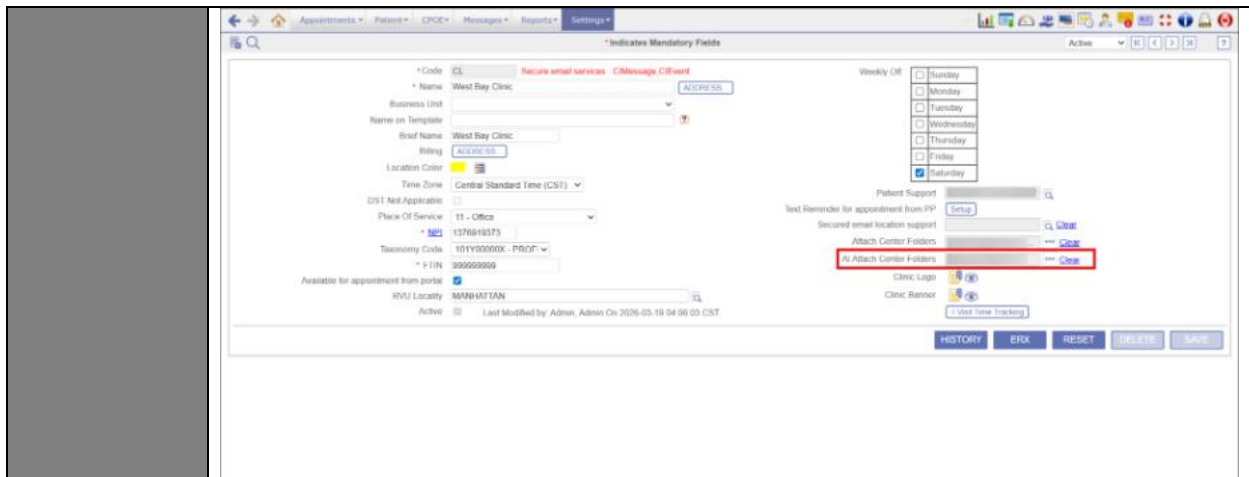 Appointments Patient CPOE Messages Reports Settings
* Indicates Mandatory Fields
Active
* Code CL Secure email services : CIMessage,CIEvent
* Name West Bay Clinic ADDRESS
Business Unit
Name on Template
Brief Name West Bay Clinic
Billing ADDRESS
Location Color
Time Zone Central Standard Time (CST)
DST Not Applicable
Place Of Service 11 - Office
* NPI 1376919373
Taxonomy Code 101Y00000X - PROF
* FTIN 999999999
Available for appointment from portal
RVU Locality MANHATTAN
Active Last Modified by: Admin, Admin On 2026-03-19 04:06:03 CST
Weekly Off Sunday
Monday
Tuesday
Wednesday
Thursday
Friday
Saturday
Patient Support
Text Reminder for appointment from PP Setup
Secured email location support Clear
Attach Center Folders ... Clear
AI Attach Center Folders ... Clear
Clinic Logo
Clinic Banner
Visit Time Tracking
HISTORY ERX RESET DELETE SAVE